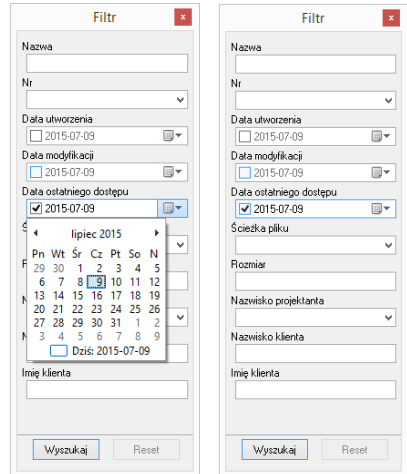 Filtr
x
Nazwa
Nr
Data utworzenia
2015-07-09
Data modyfikacji
2015-07-09
Data ostatniego dostępu
2015-07-09
Ś
lipiec 2015
Pn Wt Śr Cz Pt So N
29 30 1 2 3 4 5
6 7 8 9 10 11 12
13 14 15 16 17 18 19
20 21 22 23 24 25 26
27 28 29 30 31 1 2
3 4 5 6 7 8 9
Dziś: 2015-07-09
Imię klienta
Wyszukaj Reset
Filtr
x
Nazwa
Nr
Data utworzenia
2015-07-09
Data modyfikacji
2015-07-09
Data ostatniego dostępu
2015-07-09
Ścieżka pliku
Rozmiar
Nazwisko projektanta
Nazwisko klienta
Imię klienta
Wyszukaj Reset